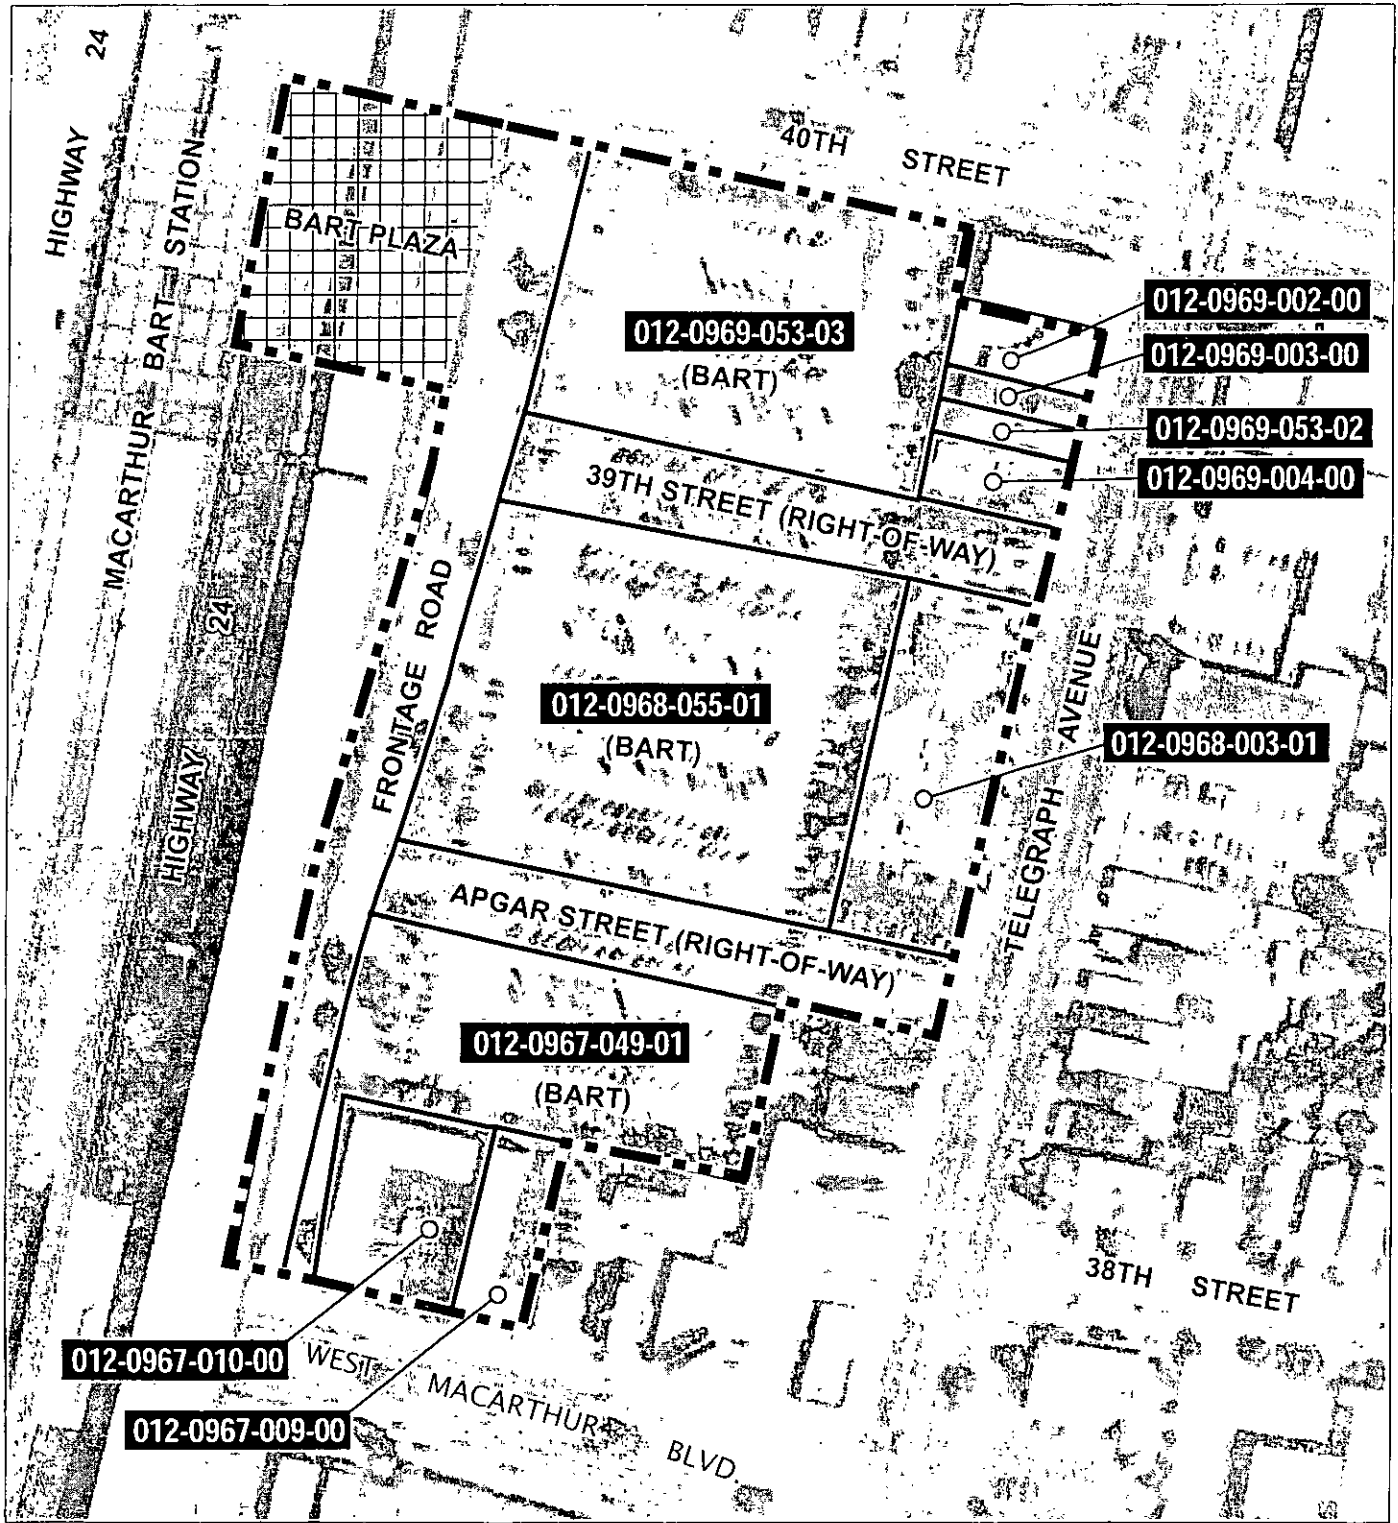 24
HIGHWAY
MACARTHUR BART STATION
40TH STREET
BART PLAZA
012-0969-002-00
012-0969-053-03
(BART)
012-0969-003-00
012-0969-053-02
012-0969-004-00
39TH STREET (RIGHT-OF-WAY)
FRONTAGE ROAD
24
HIGHWAY
TELEGRAPH AVENUE
012-0968-055-01
(BART)
012-0968-003-01
APGAR STREET (RIGHT-OF-WAY)
012-0967-049-01
(BART)
38TH STREET
012-0967-010-00
WEST MACARTHUR BLVD.
012-0967-009-00